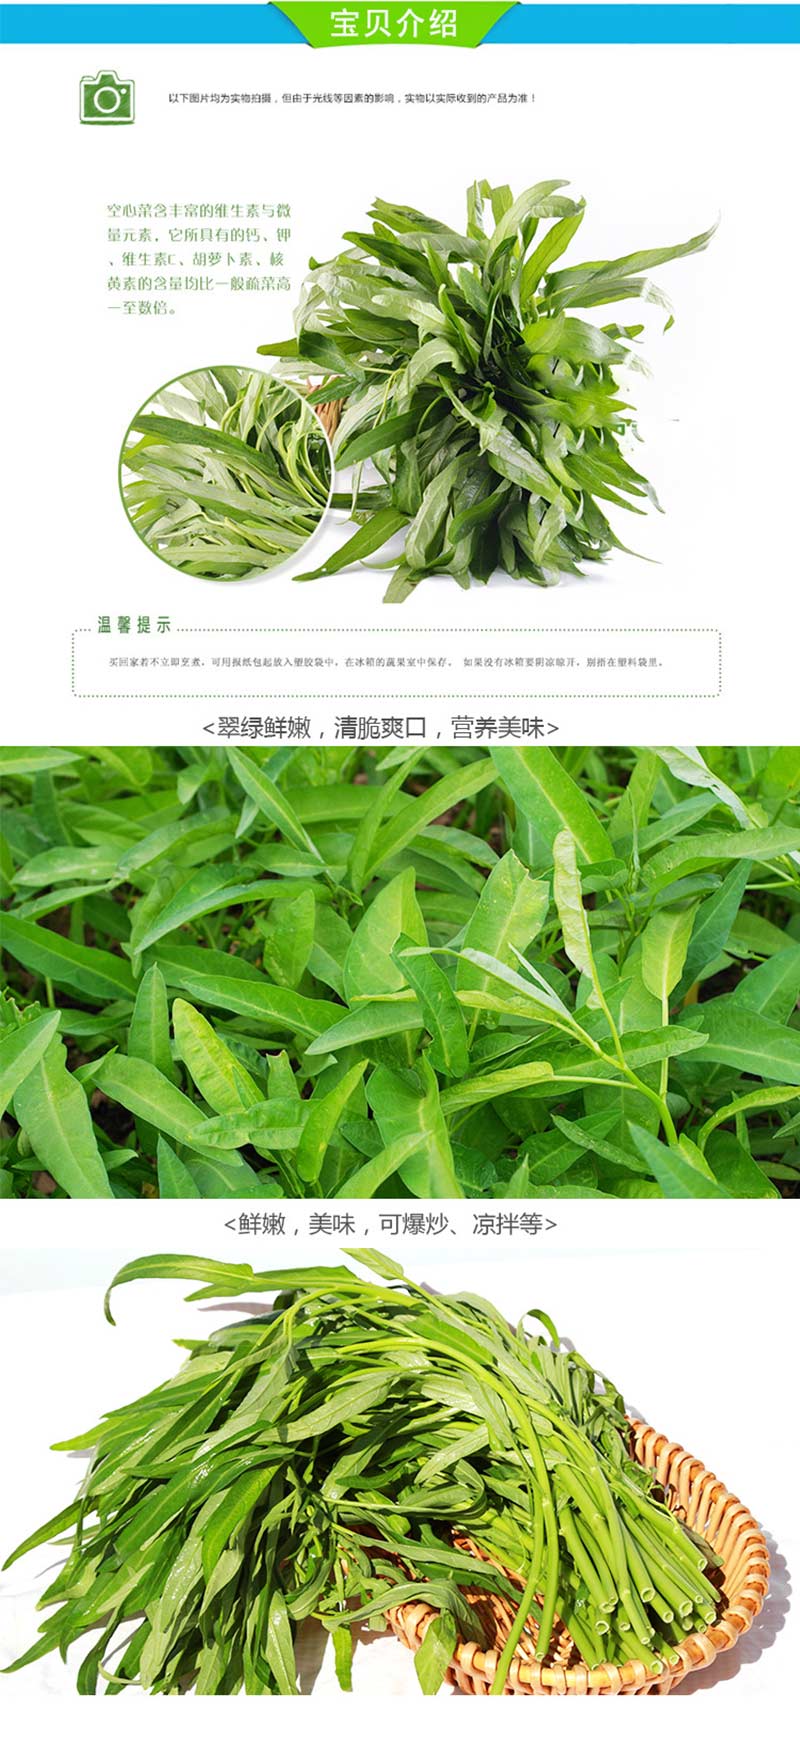 宝贝介绍
以下图片均为实物拍摄，但由于光线等因素的影响，实物以实际收到的产品为准！
空心菜含丰富的维生素与微
量元素，它所具有的钙、钾
、维生素C、胡萝卜素、核
黄素的含量均比一般疏菜高
一至数倍。
温馨提示
买回家若不立即烹煮，可用报纸包起放入塑胶袋中，在冰箱的蔬果室中保存。 如果没有冰箱要阴凉晾开，别捂在塑料袋里。
<翠绿鲜嫩，清脆爽口，营养美味>
<鲜嫩，美味，可爆炒、凉拌等>